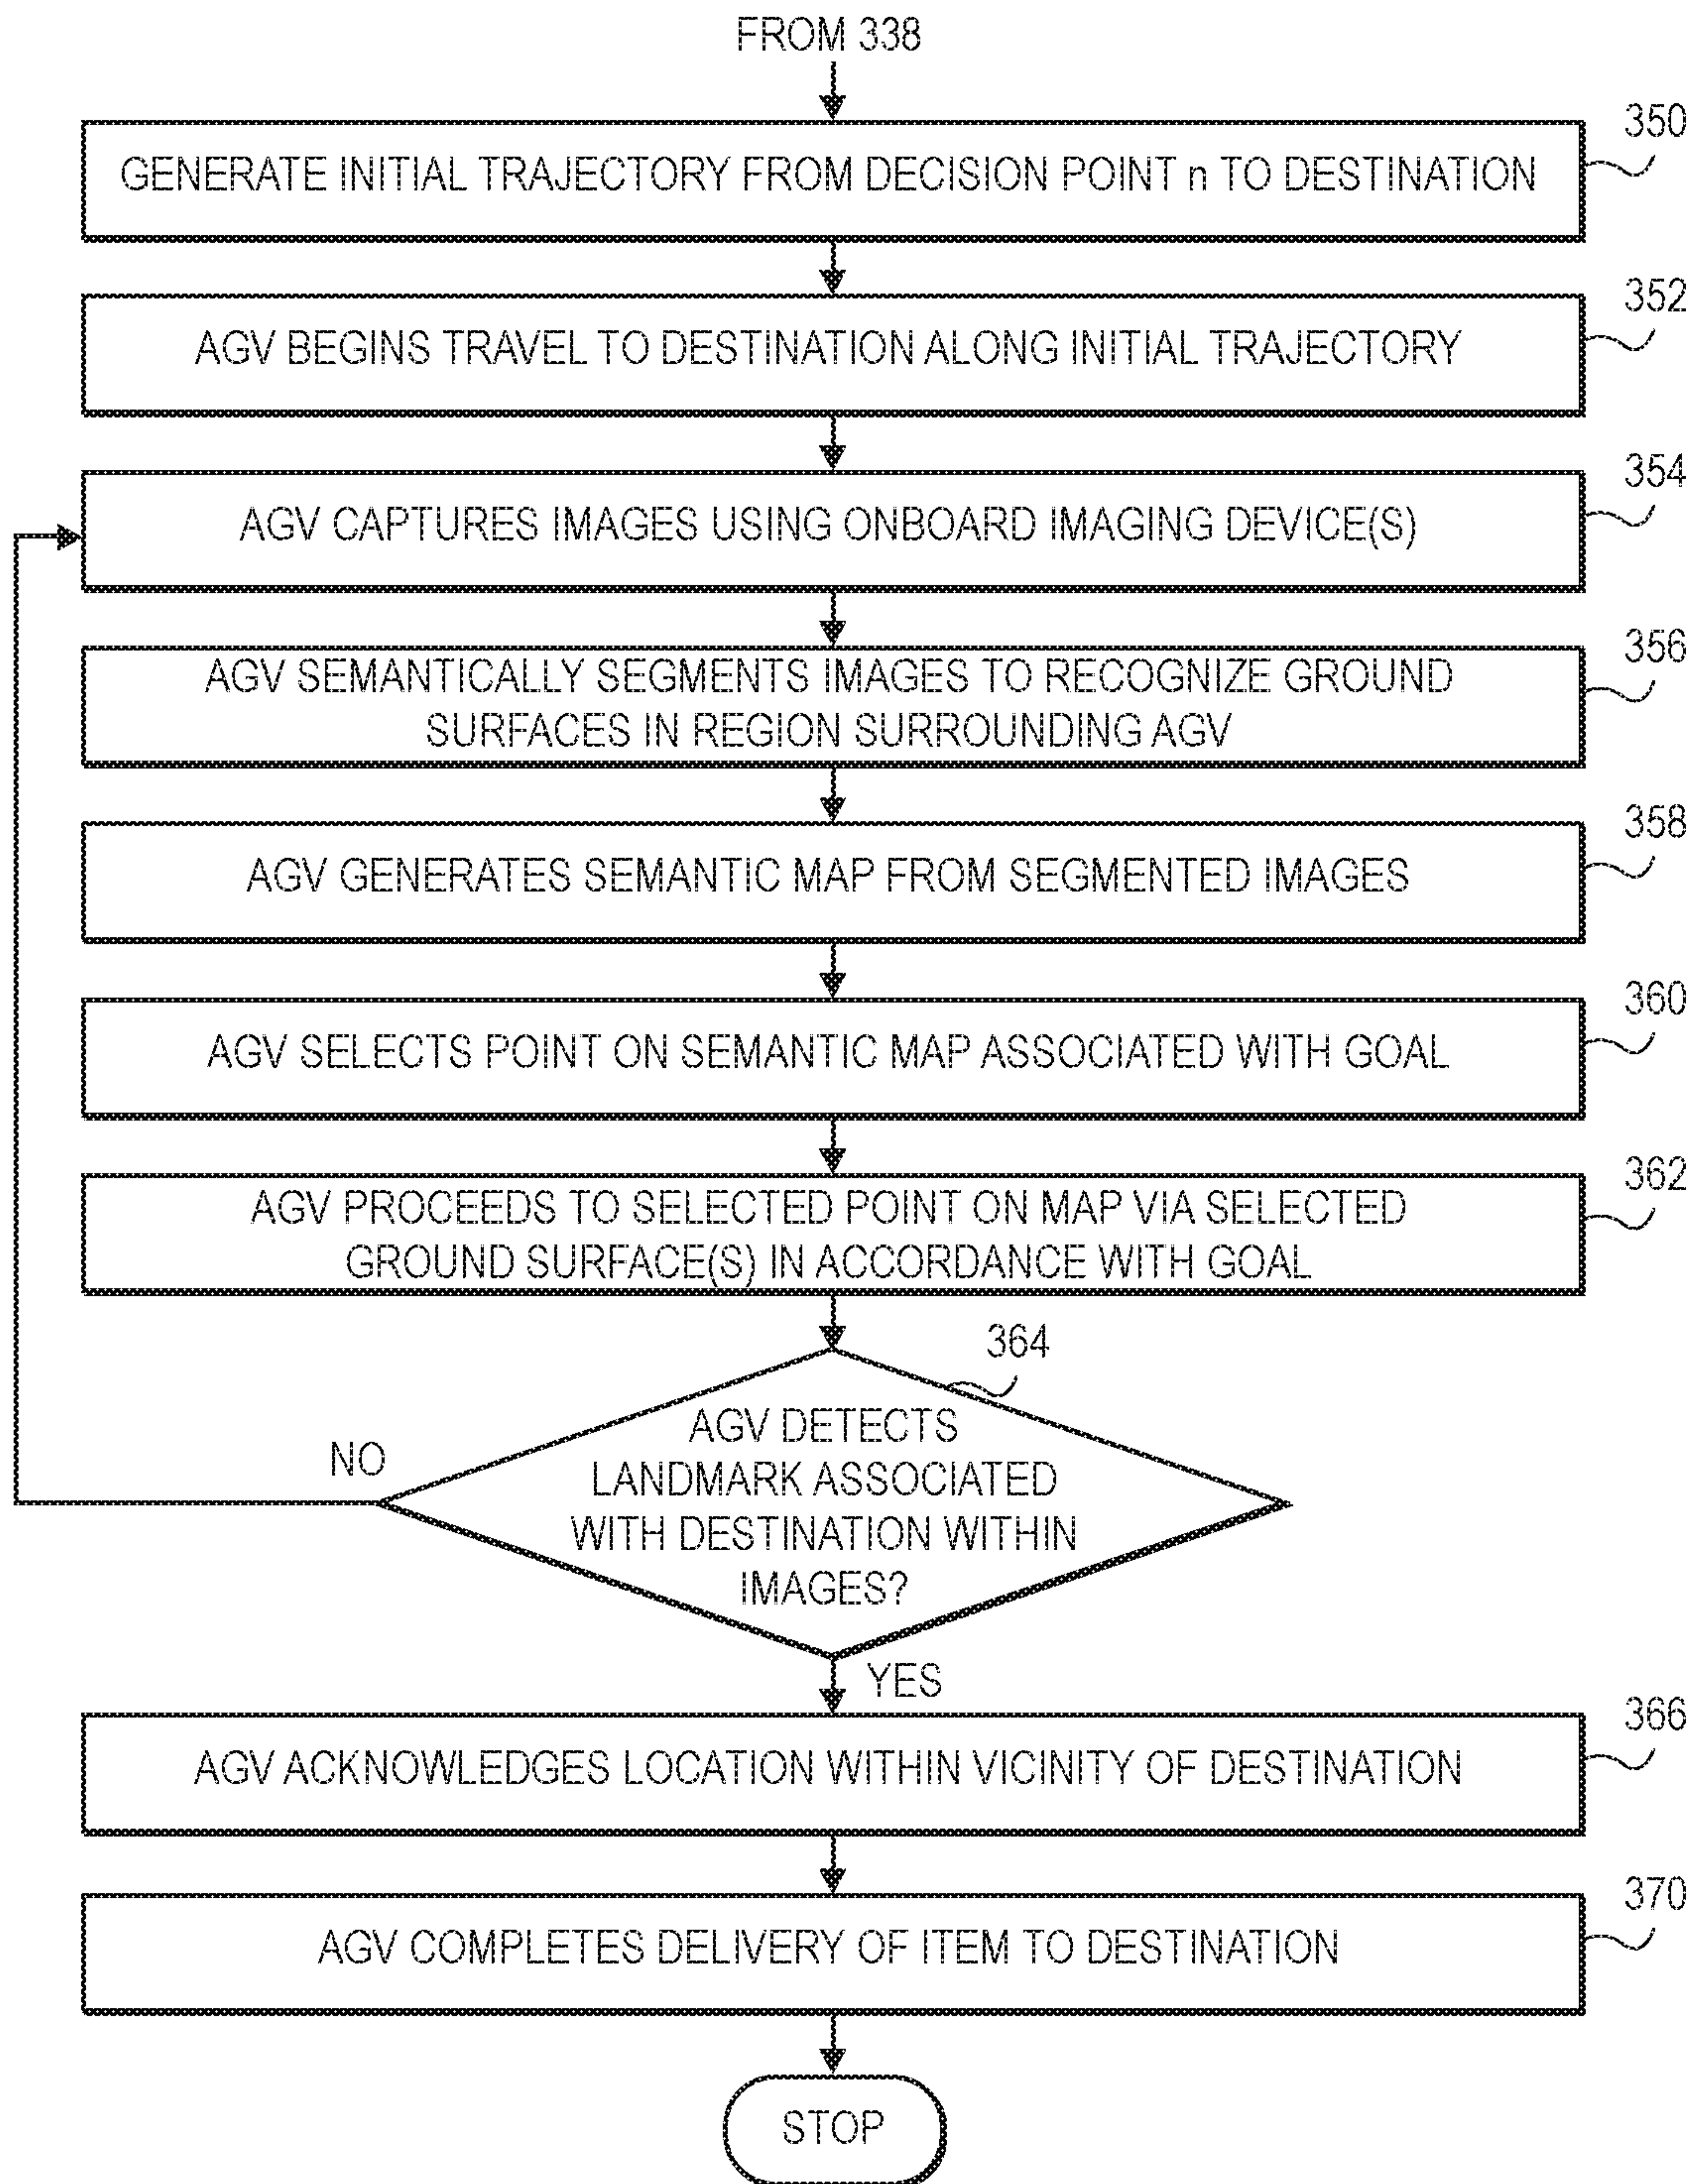 FROM 338
350
GENERATE INITIAL TRAJECTORY FROM DECISION POINT n TO DESTINATION
352
AGV BEGINS TRAVEL TO DESTINATION ALONG INITIAL TRAJECTORY
354
AGV CAPTURES IMAGES USING ONBOARD IMAGING DEVICE(S)
356
AGV SEMANTICALLY SEGMENTS IMAGES TO RECOGNIZE GROUND
SURFACES IN REGION SURROUNDING AGV
358
AGV GENERATES SEMANTIC MAP FROM SEGMENTED IMAGES
360
AGV SELECTS POINT ON SEMANTIC MAP ASSOCIATED WITH GOAL
362
AGV PROCEEDS TO SELECTED POINT ON MAP VIA SELECTED
GROUND SURFACE(S) IN ACCORDANCE WITH GOAL
364
AGV DETECTS
LANDMARK ASSOCIATED
WITH DESTINATION WITHIN
IMAGES?
NO
YES
366
AGV ACKNOWLEDGES LOCATION WITHIN VICINITY OF DESTINATION
370
AGV COMPLETES DELIVERY OF ITEM TO DESTINATION
STOP